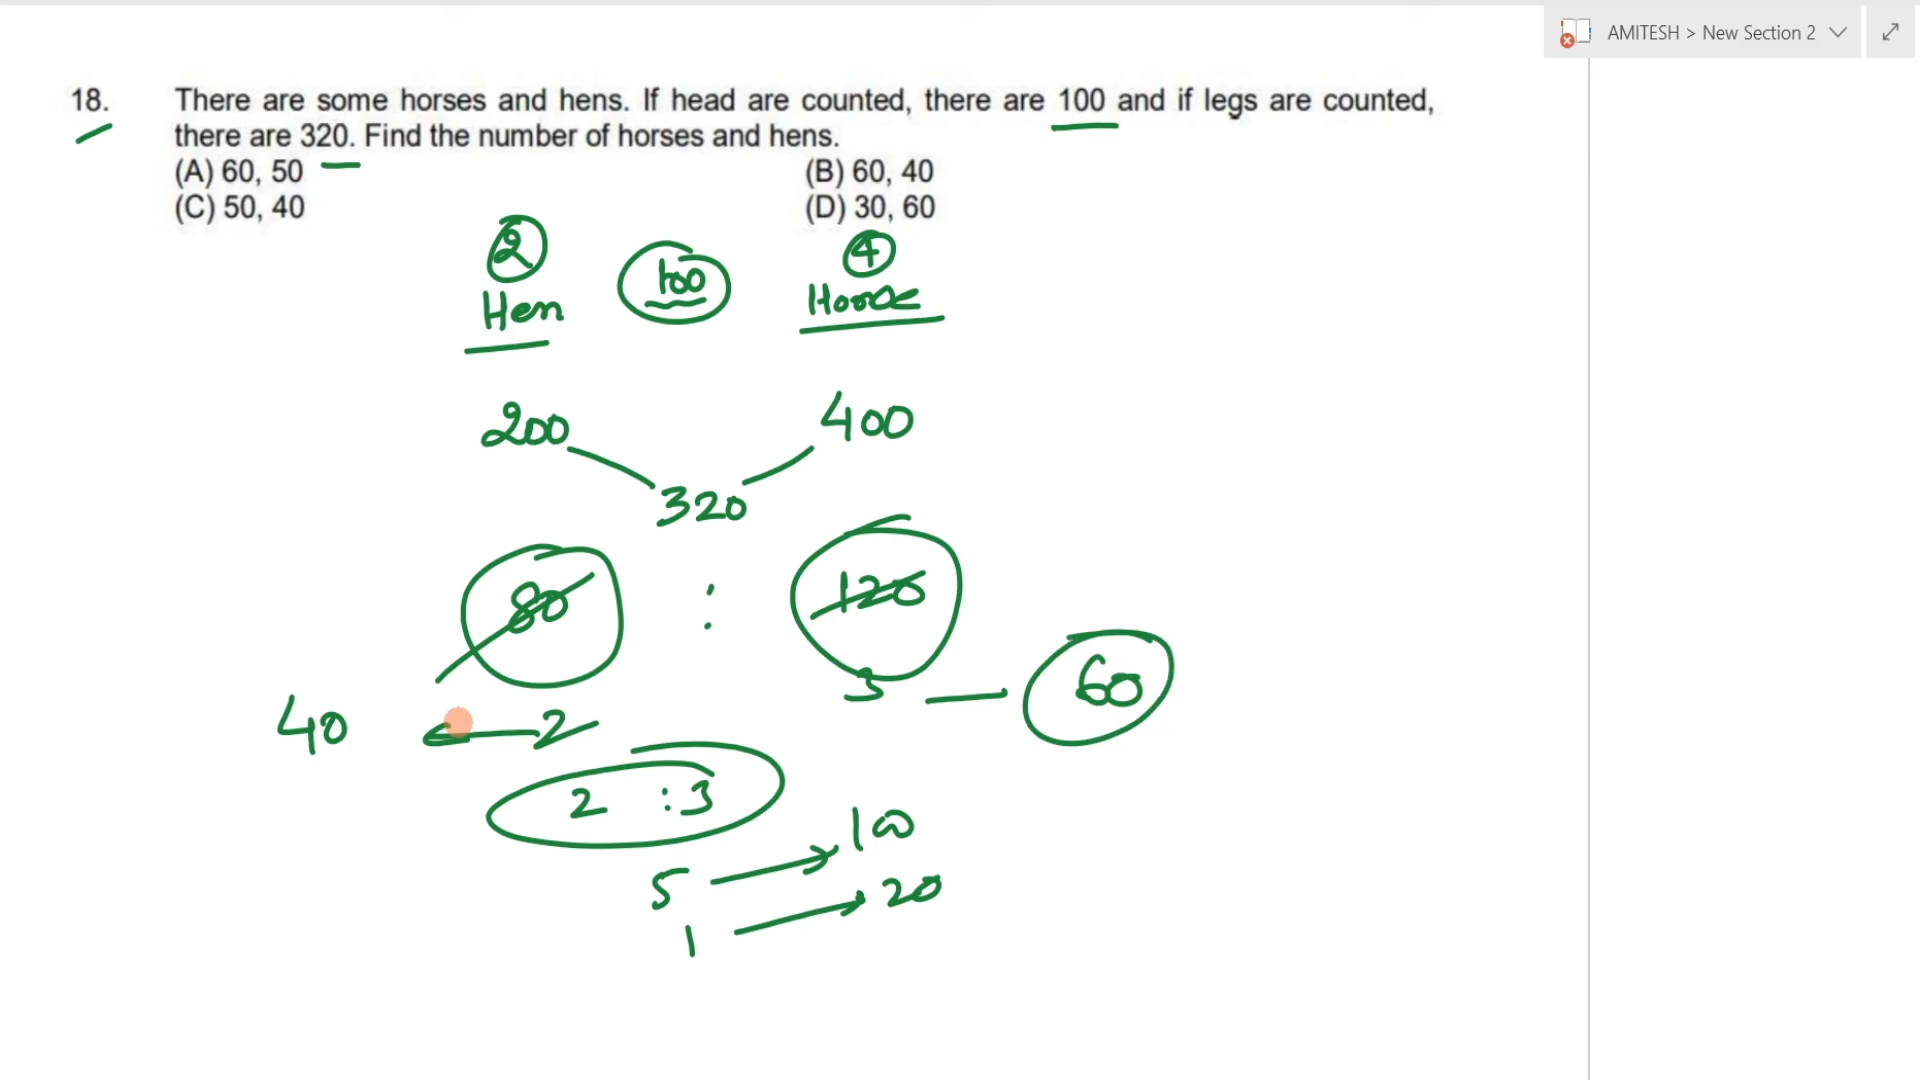 AMITESH > New Section 2
18. There are some horses and hens. If head are counted, there are 100 and if legs are counted,
there are 320. Find the number of horses and hens.
(A) 60, 50 (B) 60, 40
(C) 50, 40 (D) 30, 60
2 100 4
Hen Horse
200 400
320
80 : 120
3 60
40 2
2 : 3
5 100
1 20